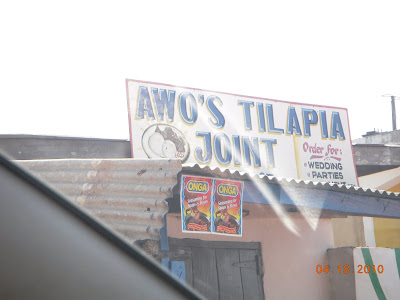 AWO'S TILAPIA
JOINT
Order for:
WEDDING
PARTIES
ONGA
ONGA
04.18.2010